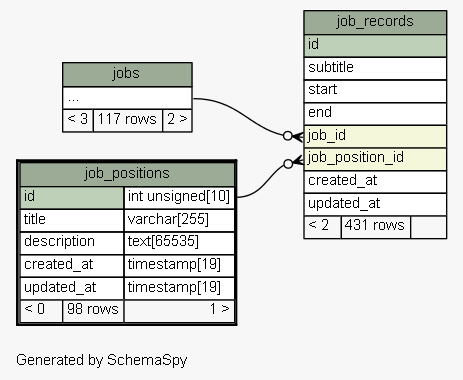 job_records
id
subtitle
start
end
job_id
job_position_id
created_at
updated_at
< 2 431 rows
jobs
...
< 3 117 rows 2 >
job_positions
id int unsigned[10]
title varchar[255]
description text[65535]
created_at timestamp[19]
updated_at timestamp[19]
< 0 98 rows 1 >
Generated by SchemaSpy